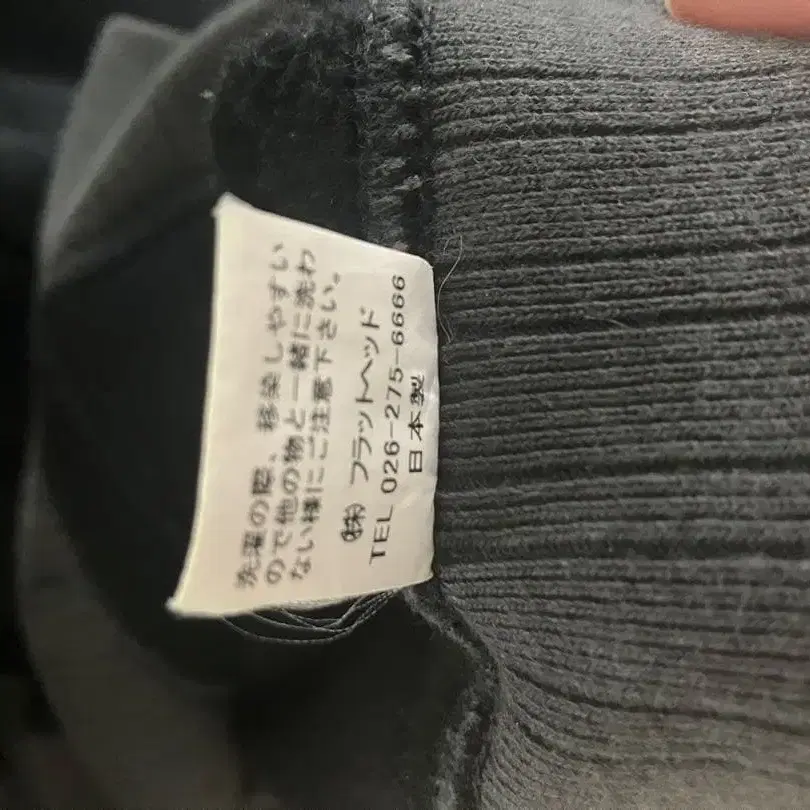 洗濯の際、移染しやすい
ので他の物と一緒に洗わ
ない様にご注意下さい。
㈱ フラットヘッド
TEL 026-275-6666
日本製